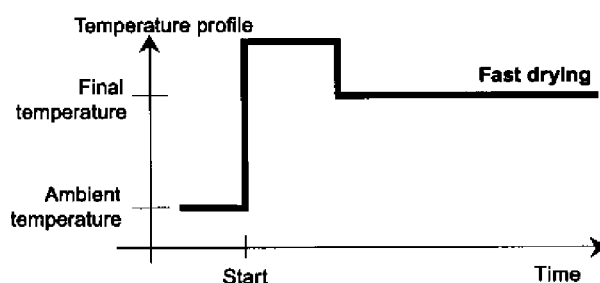 Temperature profile
Final
temperature
Fast drying
Ambient
temperature
Start
Time